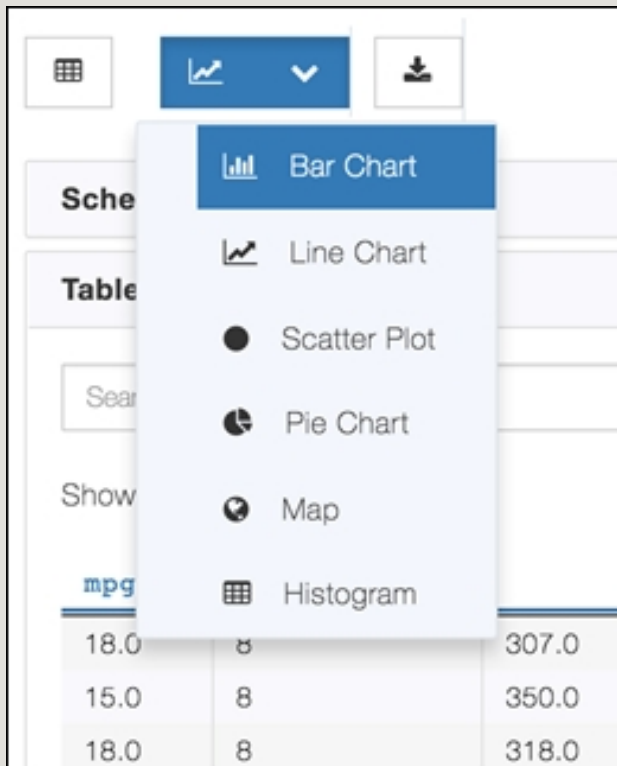 Bar Chart
Sche
Line Chart
Table
Scatter Plot
Sear
Pie Chart
Show
Map
mpg
Histogram
18.0 8 307.0
15.0 8 350.0
18.0 8 318.0